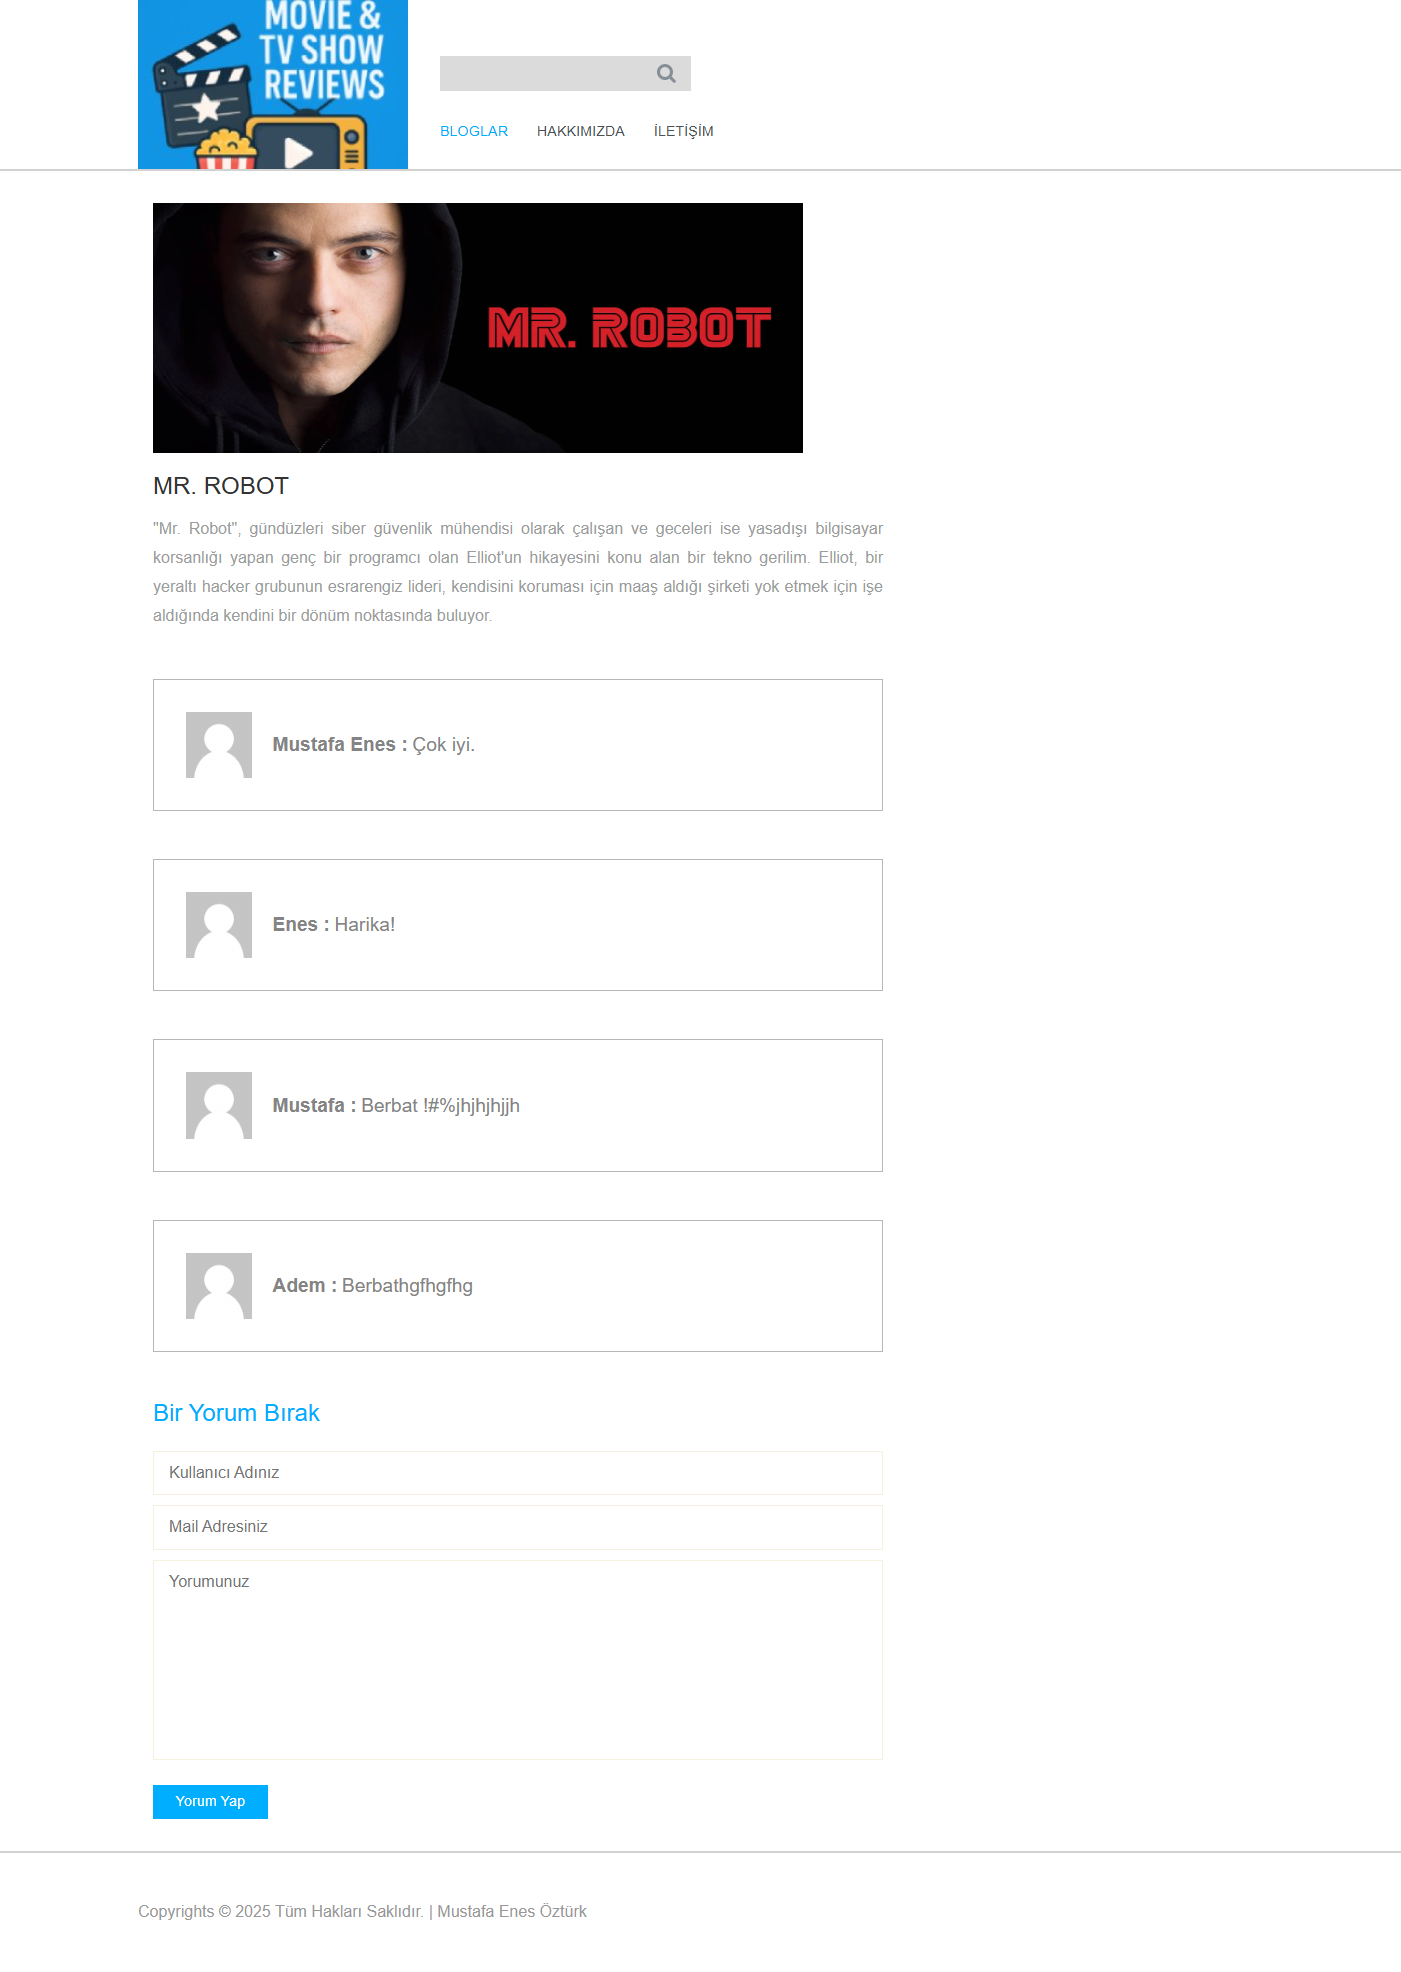 MOVIE &
TV SHOW
REVIEWS
BLOGLAR HAKKIMIZDA İLETİŞİM
MR. ROBOT
MR. ROBOT
"Mr. Robot", gündüzleri siber güvenlik mühendisi olarak çalışan ve geceleri ise yasadışı bilgisayar
korsanlığı yapan genç bir programcı olan Elliot'un hikayesini konu alan bir tekno gerilim. Elliot, bir
yeraltı hacker grubunun esrarengiz lideri, kendisini koruması için maaş aldığı şirketi yok etmek için işe
aldığında kendini bir dönüm noktasında buluyor.
Mustafa Enes : Çok iyi.
Enes : Harika!
Mustafa : Berbat !#%jhjhjhjjh
Adem : Berbathgfhgfhg
Bir Yorum Bırak
Kullanıcı Adınız
Mail Adresiniz
Yorumunuz
Yorum Yap
Copyrights © 2025 Tüm Hakları Saklıdır. | Mustafa Enes Öztürk